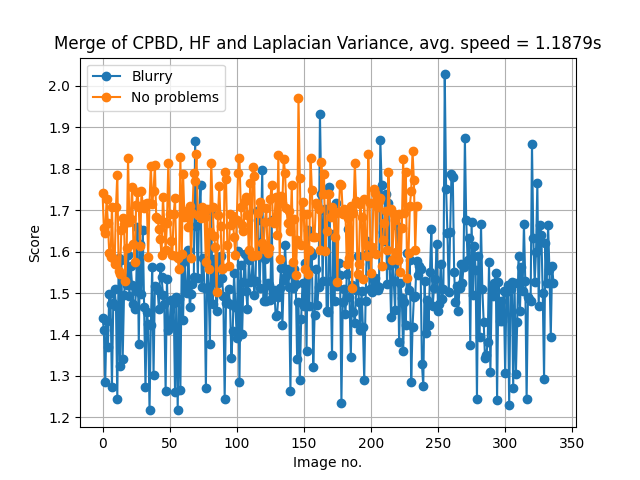 Merge of CPBD, HF and Laplacian Variance, avg. speed = 1.1879s
Blurry
No problems
Score
2.0
1.9
1.8
1.7
1.6
1.5
1.4
1.3
1.2
0 50 100 150 200 250 300 350
Image no.